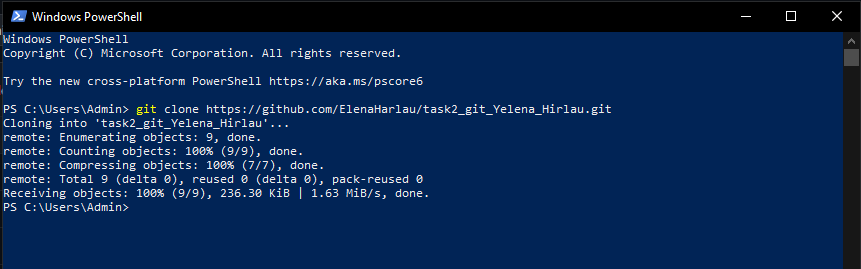 Windows PowerShell
Windows PowerShell
Copyright (C) Microsoft Corporation. All rights reserved.
Try the new cross-platform PowerShell https://aka.ms/pscore6
PS C:\Users\Admin> git clone https://github.com/ElenaHarlau/task2_git_Yelena_Hirlau.git
Cloning into 'task2_git_Yelena_Hirlau'...
remote: Enumerating objects: 9, done.
remote: Counting objects: 100% (9/9), done.
remote: Compressing objects: 100% (7/7), done.
remote: Total 9 (delta 0), reused 0 (delta 0), pack-reused 0
Receiving objects: 100% (9/9), 236.30 KiB | 1.63 MiB/s, done.
PS C:\Users\Admin>